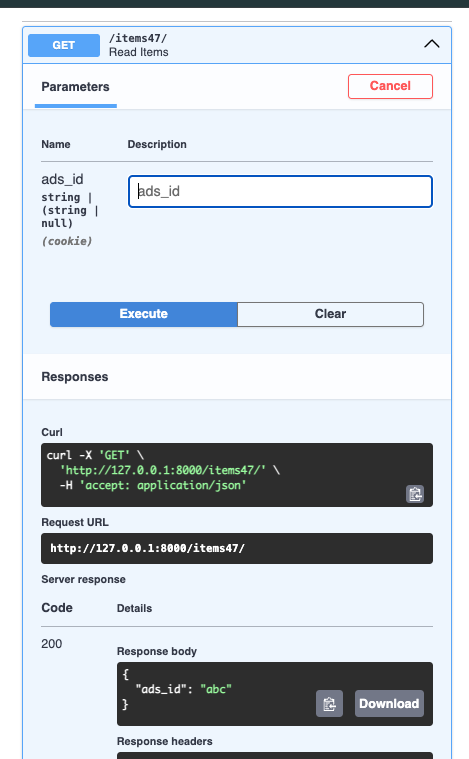 GET
/items47/
Read Items
Parameters
Cancel
Name
Description
ads_id
string |
(string |
null)
(cookie)
ads_id
Execute
Clear
Responses
Curl
curl -X 'GET' \
'http://127.0.0.1:8000/items47/' \
-H 'accept: application/json'
Request URL
http://127.0.0.1:8000/items47/
Server response
Code
Details
200
Response body
{
"ads_id": "abc"
}
Download
Response headers